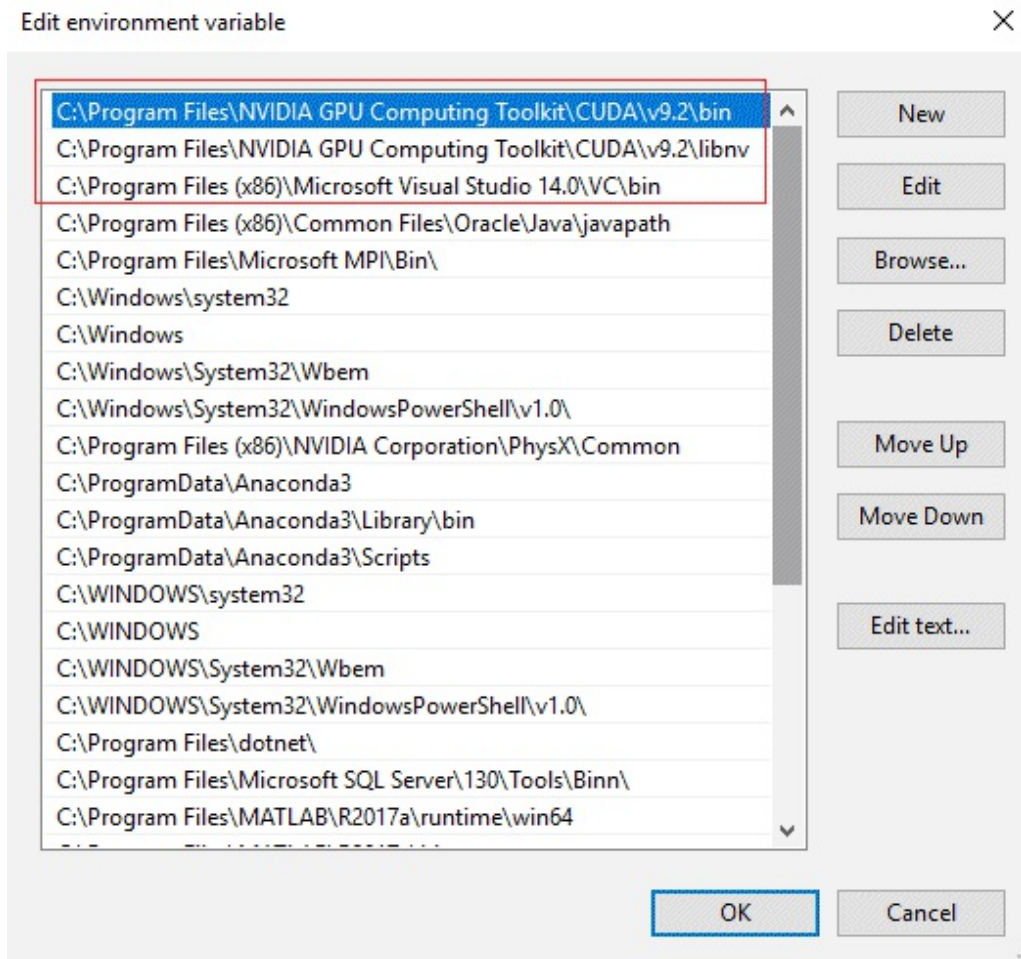 Edit environment variable
C:\Program Files\NVIDIA GPU Computing Toolkit\CUDA\v9.2\bin
C:\Program Files\NVIDIA GPU Computing Toolkit\CUDA\v9.2\libnv
C:\Program Files (x86)\Microsoft Visual Studio 14.0\VC\bin
C:\Program Files (x86)\Common Files\Oracle\Java\javapath
C:\Program Files\Microsoft MPI\Bin\
C:\Windows\system32
C:\Windows
C:\Windows\System32\Wbem
C:\Windows\System32\WindowsPowerShell\v1.0\
C:\Program Files (x86)\NVIDIA Corporation\PhysX\Common
C:\ProgramData\Anaconda3
C:\ProgramData\Anaconda3\Library\bin
C:\ProgramData\Anaconda3\Scripts
C:\WINDOWS\system32
C:\WINDOWS
C:\WINDOWS\System32\Wbem
C:\WINDOWS\System32\WindowsPowerShell\v1.0\
C:\Program Files\dotnet\
C:\Program Files\Microsoft SQL Server\130\Tools\Binn\
C:\Program Files\MATLAB\R2017a\runtime\win64
New
Edit
Browse...
Delete
Move Up
Move Down
Edit text...
OK
Cancel